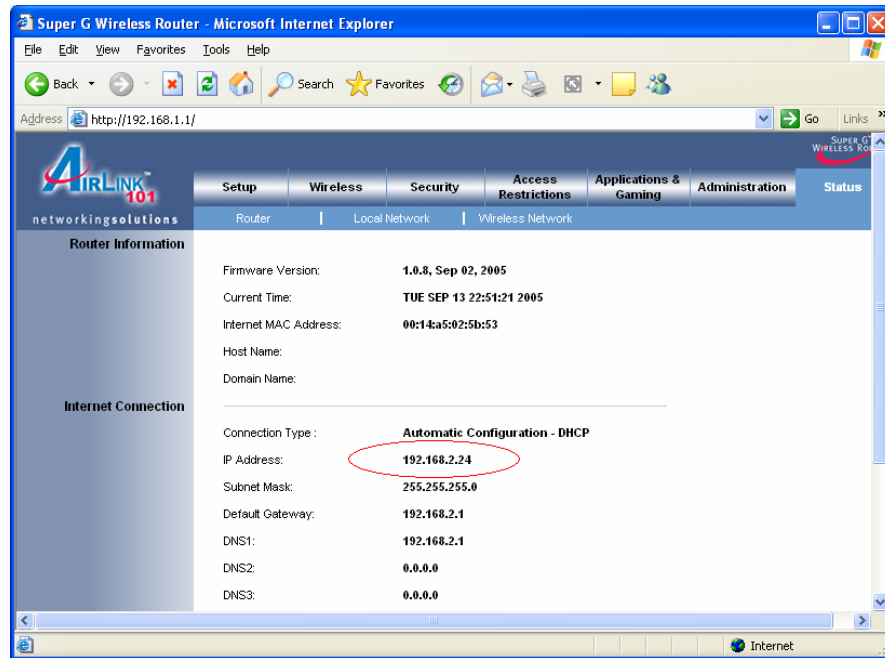 Super G Wireless Router - Microsoft Internet Explorer
File Edit View Favorites Tools Help
Back Search Favorites
Address http://192.168.1.1/ Go Links »
SUPER G
WIRELESS
AIRLINK 101
networkingsolutions
Setup Wireless Security Access Restrictions Applications & Gaming Administration Status
Router | Local Network | Wireless Network
Router Information
Firmware Version: 1.0.8, Sep 02, 2005
Current Time: TUE SEP 13 22:51:21 2005
Internet MAC Address: 00:14:a5:02:5b:53
Host Name:
Domain Name:
Internet Connection
Connection Type : Automatic Configuration - DHCP
IP Address: 192.168.2.24
Subnet Mask: 255.255.255.0
Default Gateway: 192.168.2.1
DNS1: 192.168.2.1
DNS2: 0.0.0.0
DNS3: 0.0.0.0
Internet